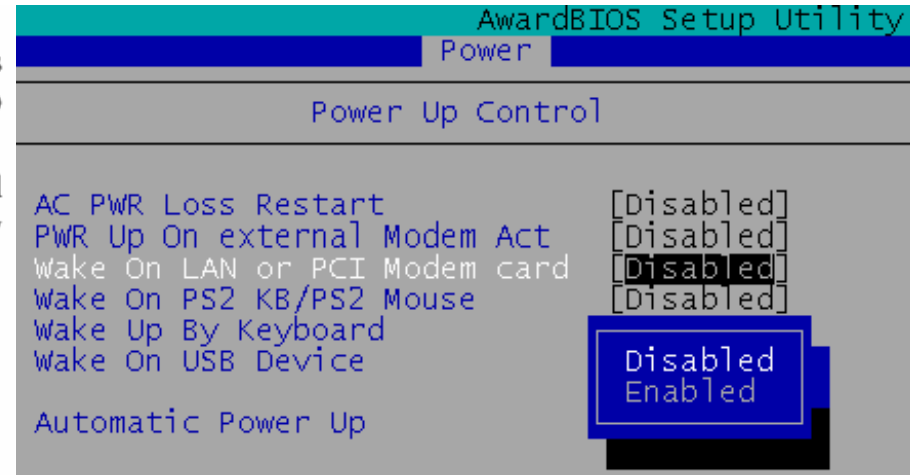 AwardBIOS Setup Utility
Power
Power Up Control
AC PWR Loss Restart [Disabled]
PWR Up On external Modem Act [Disabled]
Wake On LAN or PCI Modem card [Disabled]
Wake On PS2 KB/PS2 Mouse [Disabled]
Wake Up By Keyboard
Wake On USB Device
Disabled
Enabled
Automatic Power Up